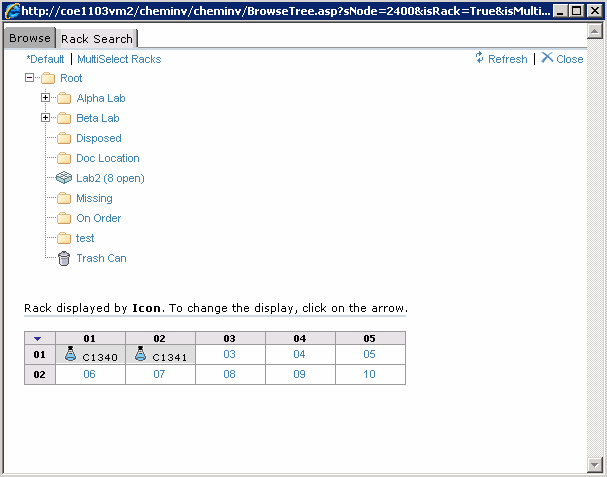 http://coe1103vm2/cheminv/cheminv/BrowseTree.asp?sNode=2400&isRack=True&isMulti...
Browse Rack Search
*Default | MultiSelect Racks Refresh | Close
Root
Alpha Lab
Beta Lab
Disposed
Doc Location
Lab2 (8 open)
Missing
On Order
test
Trash Can
Rack displayed by Icon. To change the display, click on the arrow.
01 02 03 04 05
01 C1340 C1341 03 04 05
02 06 07 08 09 10